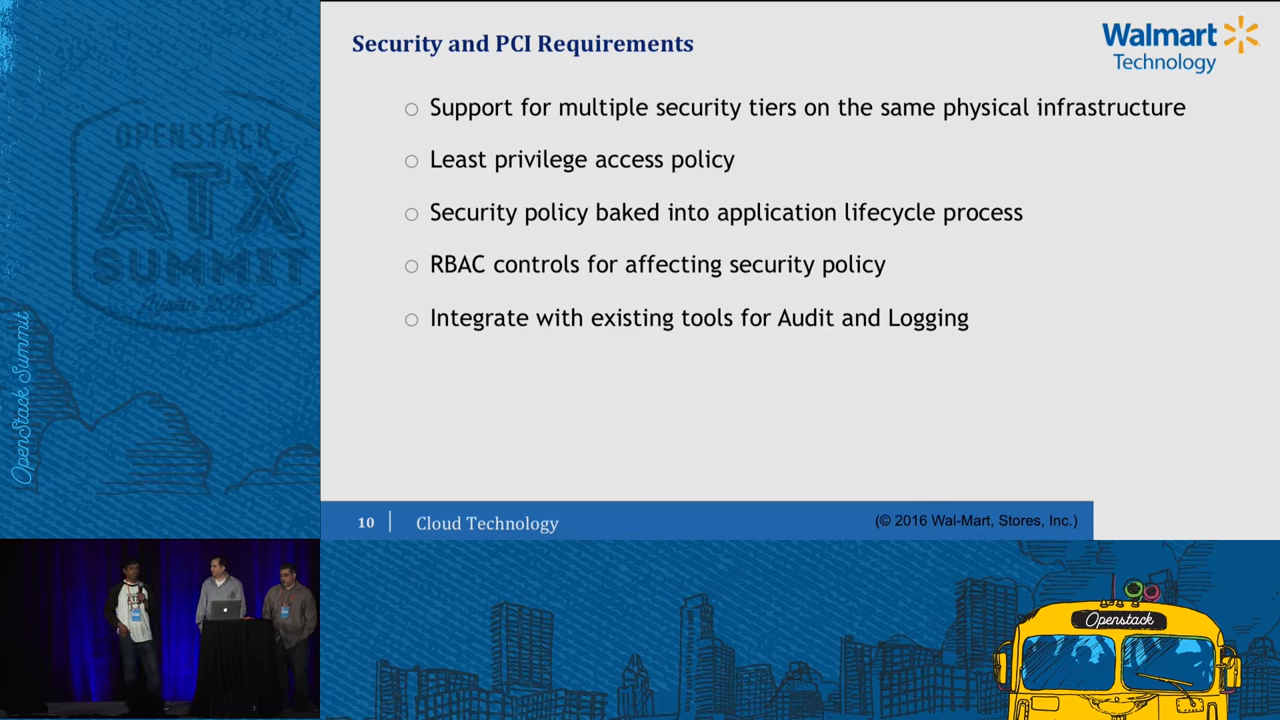 Security and PCI Requirements
Walmart
Technology
Support for multiple security tiers on the same physical infrastructure
Least privilege access policy
Security policy baked into application lifecycle process
RBAC controls for affecting security policy
Integrate with existing tools for Audit and Logging
10
Cloud Technology
(© 2016 Wal-Mart, Stores, Inc.)
OPENSTACK
ATX
SUMMIT
Austin 2016
OpenStack Summit
Openstack